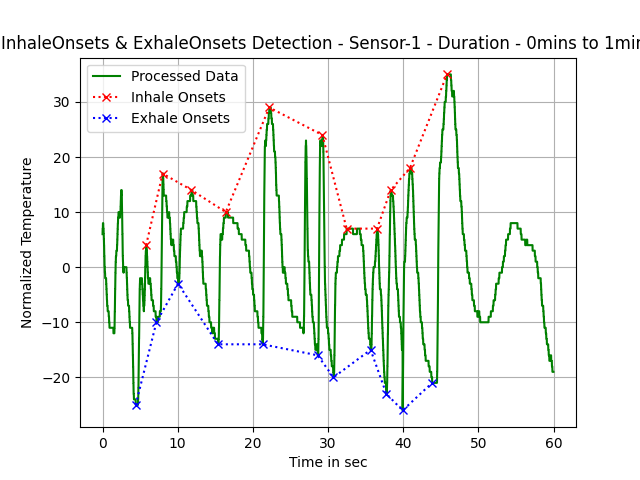 InhaleOnsets & ExhaleOnsets Detection - Sensor-1 - Duration - 0mins to 1min
Processed Data
Inhale Onsets
Exhale Onsets
Normalized Temperature
30
20
10
0
−10
−20
0 10 20 30 40 50 60
Time in sec